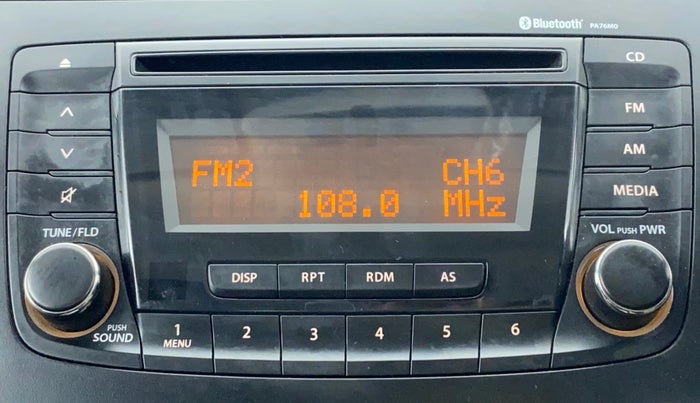 Bluetooth PA76M0
CD
FM
AM
MEDIA
FM2 CH6
108.0 MHz
TUNE/FLD
VOL PUSH PWR
DISP RPT RDM AS
PUSH
SOUND
1 2 3 4 5 6
MENU